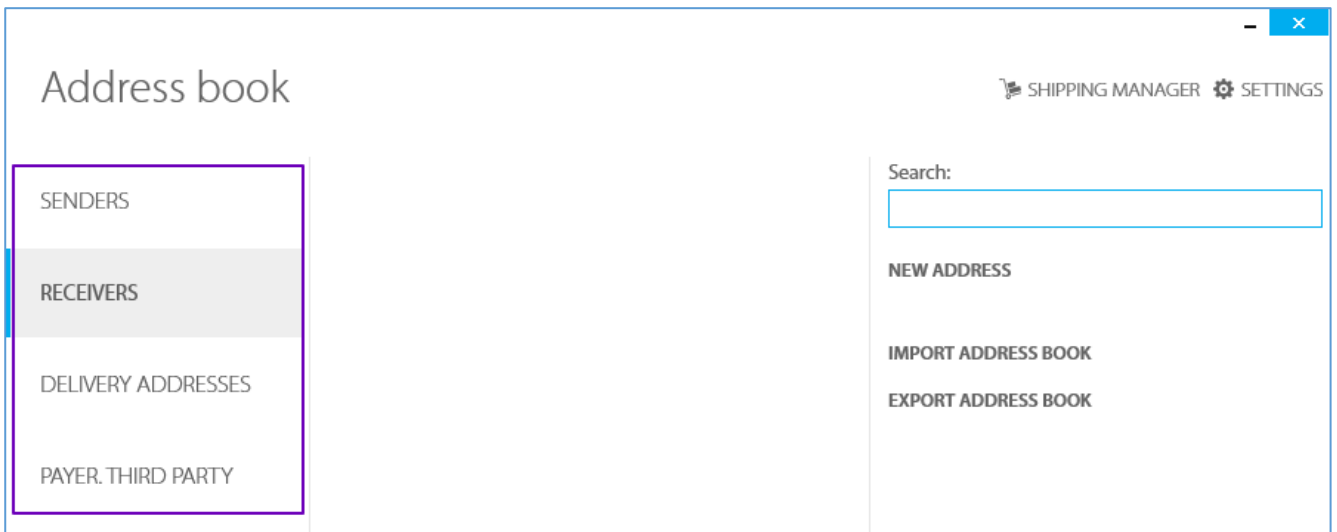 Address book
SHIPPING MANAGER SETTINGS
SENDERS
RECEIVERS
DELIVERY ADDRESSES
PAYER. THIRD PARTY
Search:
NEW ADDRESS
IMPORT ADDRESS BOOK
EXPORT ADDRESS BOOK